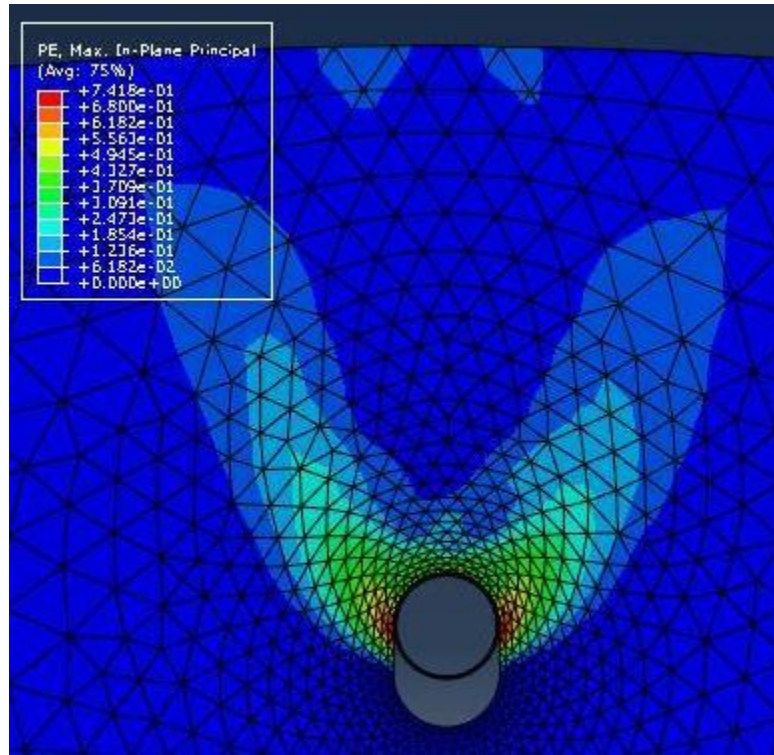 PE, Max. In-Plane Principal
(Avg: 75%)
+7.418e-01
+6.800e-01
+6.182e-01
+5.563e-01
+4.945e-01
+4.327e-01
+3.709e-01
+3.091e-01
+2.473e-01
+1.854e-01
+1.236e-01
+6.182e-02
+0.000e+00